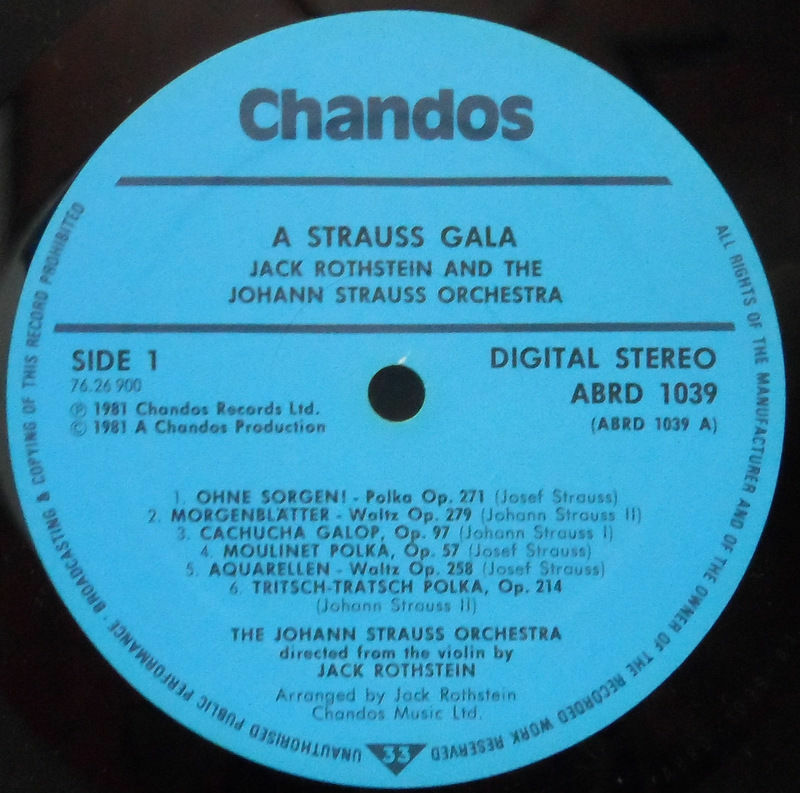 Chandos
A STRAUSS GALA
JACK ROTHSTEIN AND THE
JOHANN STRAUSS ORCHESTRA
SIDE 1
76.26 900
℗ 1981 Chandos Records Ltd.
© 1981 A Chandos Production
DIGITAL STEREO
ABRD 1039
(ABRD 1039 A)
1. OHNE SORGEN! - Polka Op. 271 (Josef Strauss)
2. MORGENBLÄTTER - Waltz Op. 279 (Johann Strauss II)
3. CACHUCHA GALOP, Op. 97 (Johann Strauss I)
4. MOULINET POLKA, Op. 57 (Josef Strauss)
5. AQUARELLEN - Waltz Op. 258 (Josef Strauss)
6. TRITSCH-TRATSCH POLKA, Op. 214
(Johann Strauss II)
THE JOHANN STRAUSS ORCHESTRA
directed from the violin by
JACK ROTHSTEIN
Arranged by Jack Rothstein
Chandos Music Ltd.
33
ALL RIGHTS OF THE MANUFACTURER AND OF THE OWNER OF THE RECORDED WORK RESERVED
UNAUTHORISED PUBLIC PERFORMANCE · BROADCASTING & COPYING OF THIS RECORD PROHIBITED